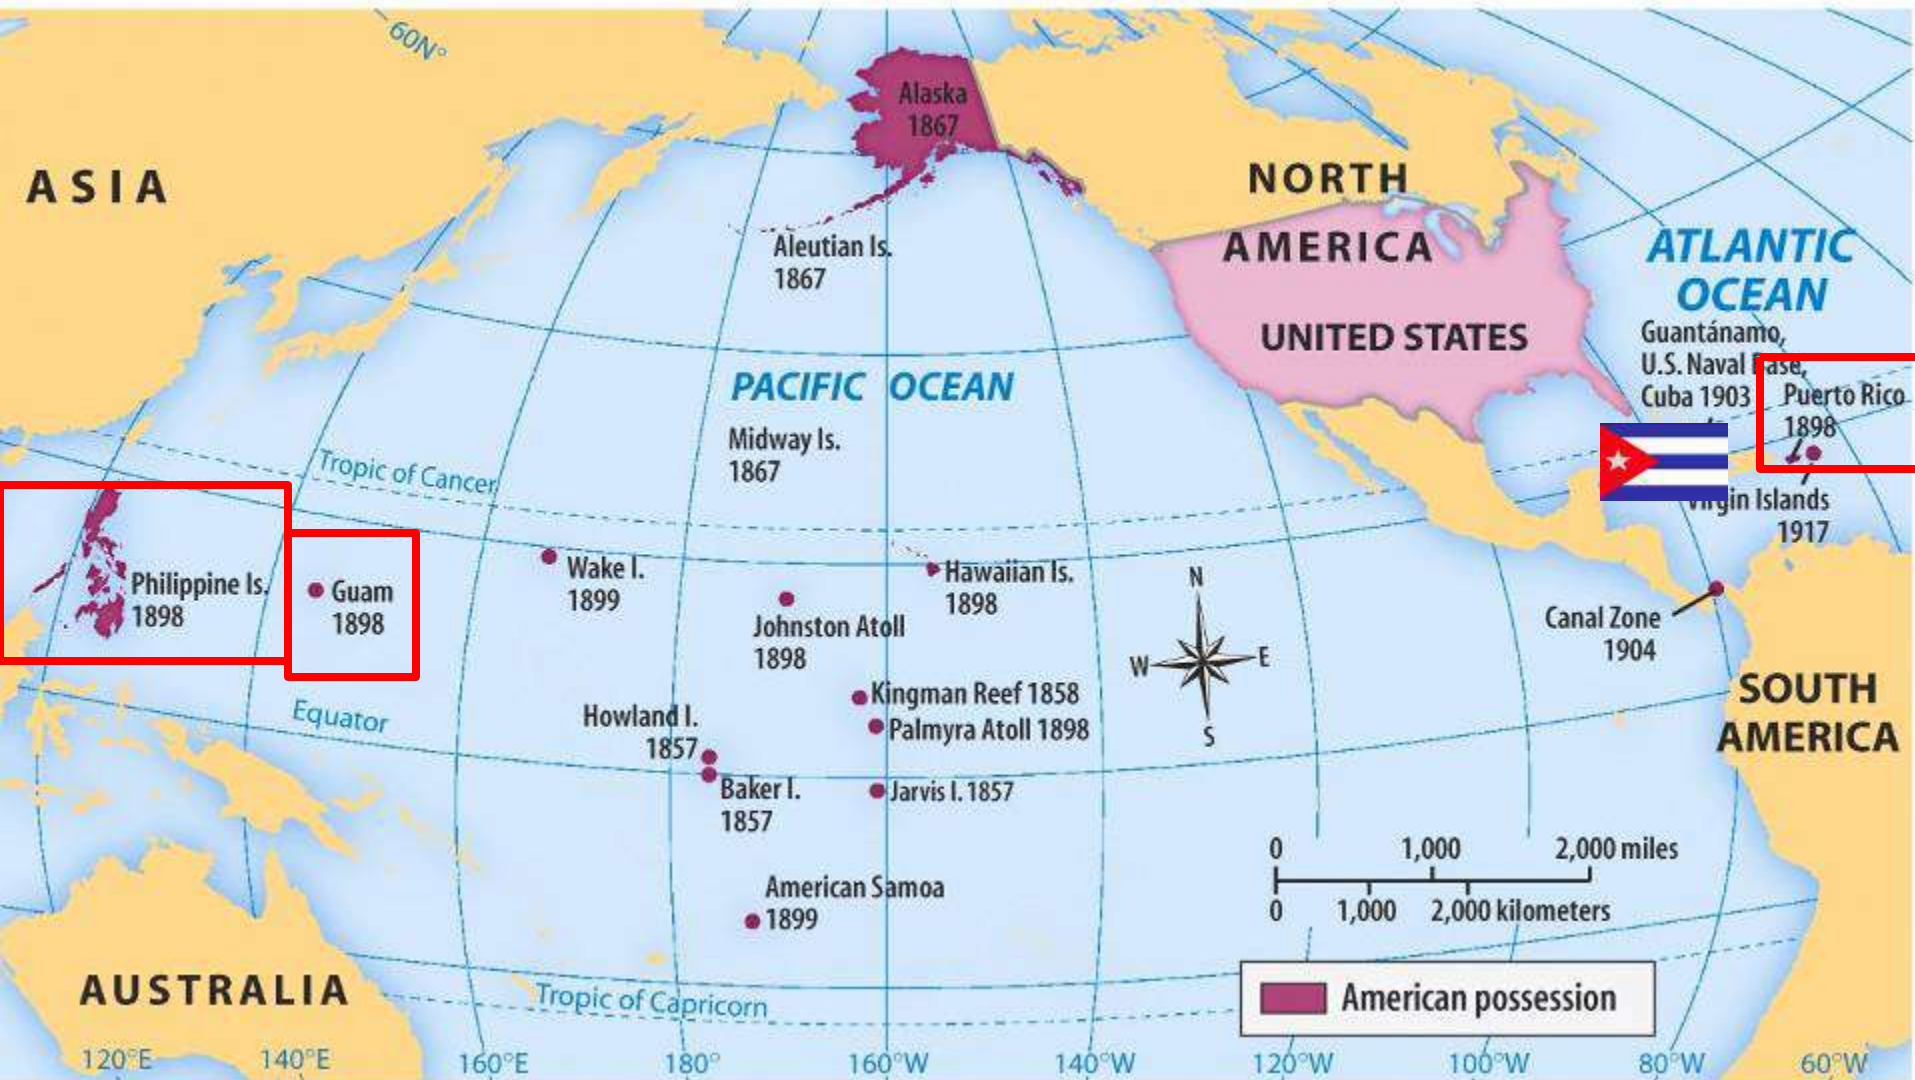 60N°
Alaska
1867
ASIA
NORTH
AMERICA
Aleutian Is.
1867
ATLANTIC
OCEAN
UNITED STATES
Guantánamo,
U.S. Naval Base,
Cuba 1903
Puerto Rico
1898
PACIFIC OCEAN
Midway Is.
1867
Tropic of Cancer
Virgin Islands
1917
Philippine Is.
1898
Guam
1898
Wake I.
1899
Hawaiian Is.
1898
Johnston Atoll
1898
N
W
E
S
Canal Zone
1904
Kingman Reef 1858
Palmyra Atoll 1898
Howland I.
1857
Baker I.
1857
Jarvis I. 1857
Equator
SOUTH
AMERICA
0 1,000 2,000 miles
0 1,000 2,000 kilometers
American Samoa
1899
AUSTRALIA
Tropic of Capricorn
American possession
120°E 140°E 160°E 180° 160°W 140°W 120°W 100°W 80°W 60°W